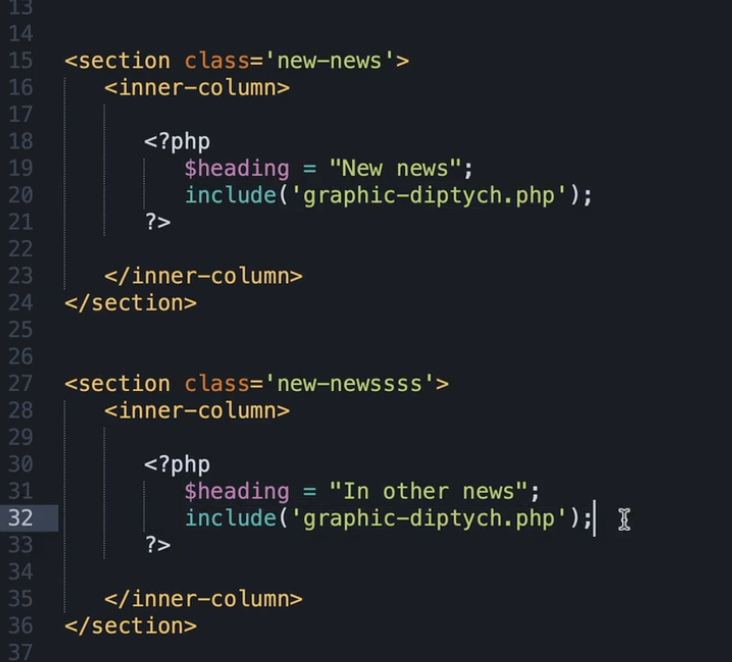 13
14
15 <section class='new-news'>
16 <inner-column>
17
18 <?php
19 $heading = "New news";
20 include('graphic-diptych.php');
21 ?>
22
23 </inner-column>
24 </section>
25
26
27 <section class='new-newssss'>
28 <inner-column>
29
30 <?php
31 $heading = "In other news";
32 include('graphic-diptych.php');
33 ?>
34
35 </inner-column>
36 </section>
37